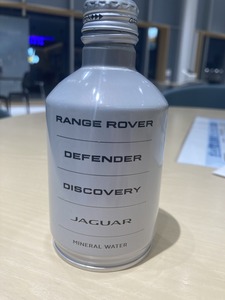 RANGE ROVER
DEFENDER
DISCOVERY
JAGUAR
MINERAL WATER